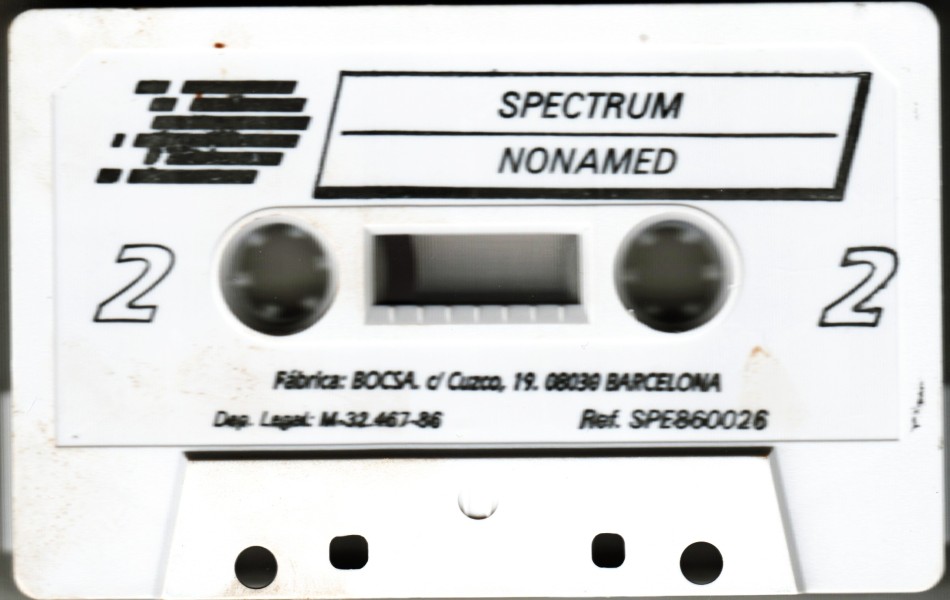 SPECTRUM
NONAMED
2 2
Fábrica: BOCSA. c/ Cuzco, 19. 08030 BARCELONA
Dep. Legal: M-32.467-86 Ref. SPE860026